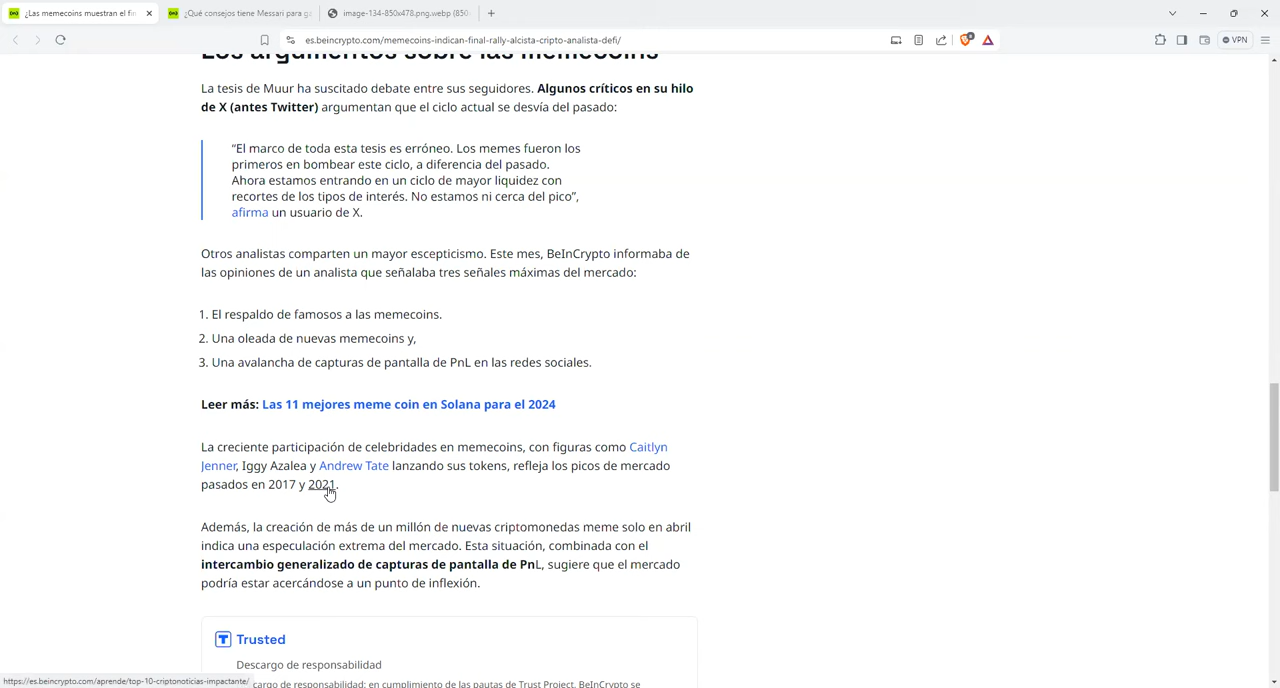 ¿Las memecoins muestran el fin
¿Qué consejos tiene Messari para ga
image-134-850x478.png.webp (850
es.beincrypto.com/memecoins-indican-final-rally-alcista-cripto-analista-defi/
VPN
Los argumentos sobre las memecoins
La tesis de Muur ha suscitado debate entre sus seguidores. Algunos críticos en su hilo
de X (antes Twitter) argumentan que el ciclo actual se desvía del pasado:
“El marco de toda esta tesis es erróneo. Los memes fueron los
primeros en bombear este ciclo, a diferencia del pasado.
Ahora estamos entrando en un ciclo de mayor liquidez con
recortes de los tipos de interés. No estamos ni cerca del pico”,
afirma un usuario de X.
Otros analistas comparten un mayor escepticismo. Este mes, BeInCrypto informaba de
las opiniones de un analista que señalaba tres señales máximas del mercado:
1. El respaldo de famosos a las memecoins.
2. Una oleada de nuevas memecoins y,
3. Una avalancha de capturas de pantalla de PnL en las redes sociales.
Leer más: Las 11 mejores meme coin en Solana para el 2024
La creciente participación de celebridades en memecoins, con figuras como Caitlyn
Jenner, Iggy Azalea y Andrew Tate lanzando sus tokens, refleja los picos de mercado
pasados en 2017 y 2021.
Además, la creación de más de un millón de nuevas criptomonedas meme solo en abril
indica una especulación extrema del mercado. Esta situación, combinada con el
intercambio generalizado de capturas de pantalla de PnL, sugiere que el mercado
podría estar acercándose a un punto de inflexión.
Trusted
Descargo de responsabilidad
cargo de responsabilidad: en cumplimiento de las pautas de Trust Project, BeInCrypto se
https://es.beincrypto.com/aprende/top-10-criptonoticias-impactante/